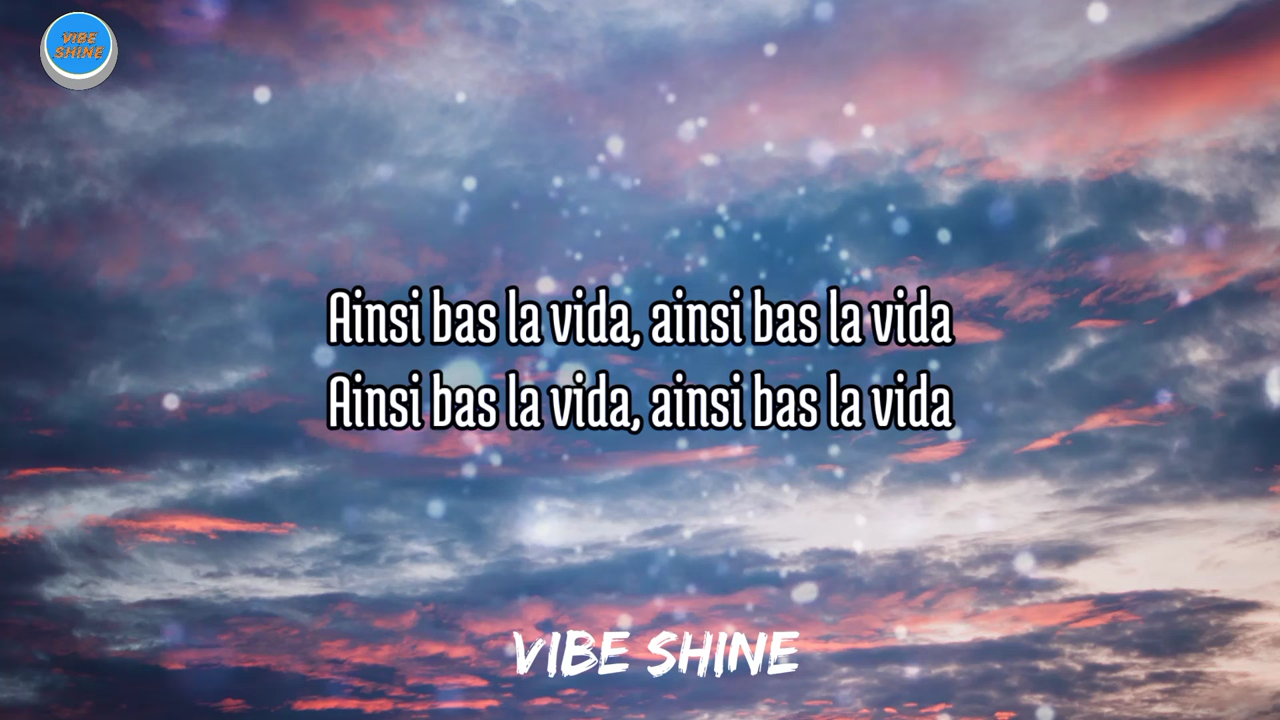 VIBE
SHINE
Ainsi bas la vida, ainsi bas la vida
Ainsi bas la vida, ainsi bas la vida
VIBE SHINE